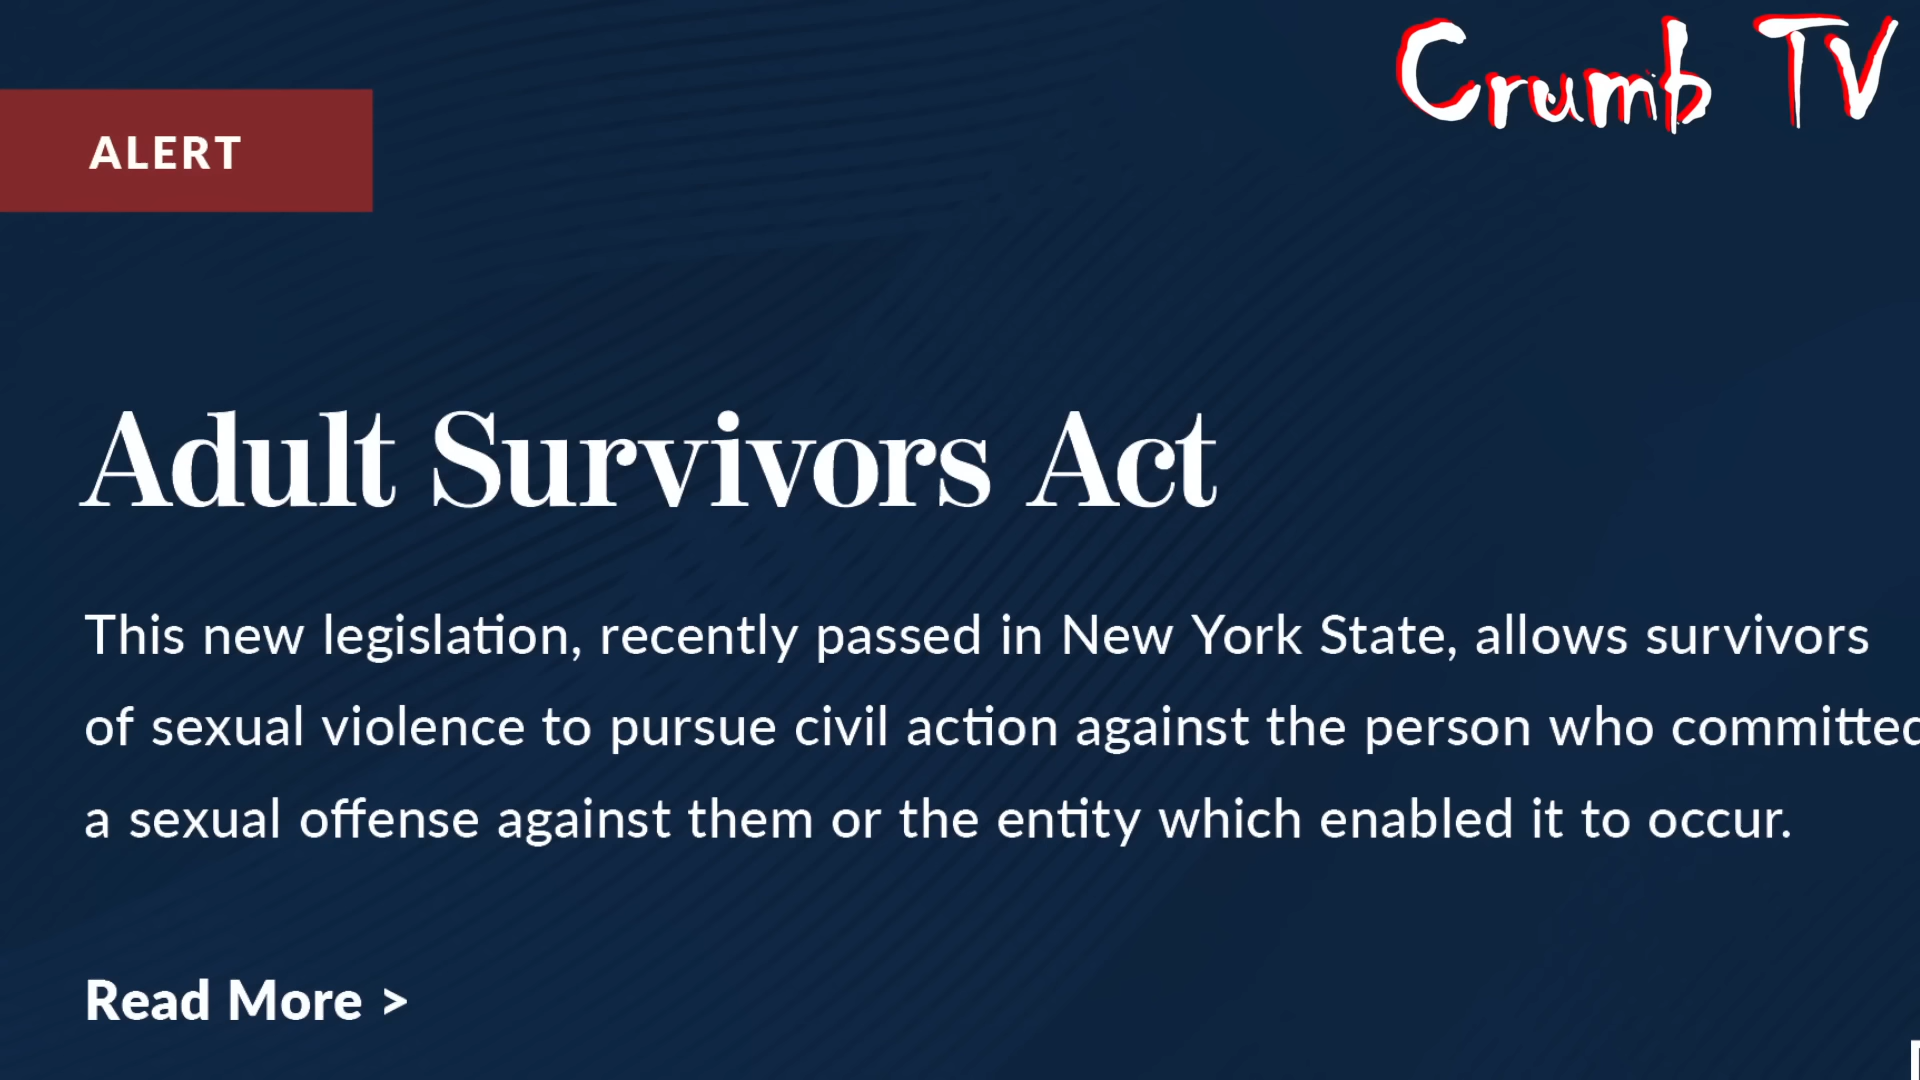 Crumb TV
ALERT
Adult Survivors Act
This new legislation, recently passed in New York State, allows survivors
of sexual violence to pursue civil action against the person who committed
a sexual offense against them or the entity which enabled it to occur.
Read More >